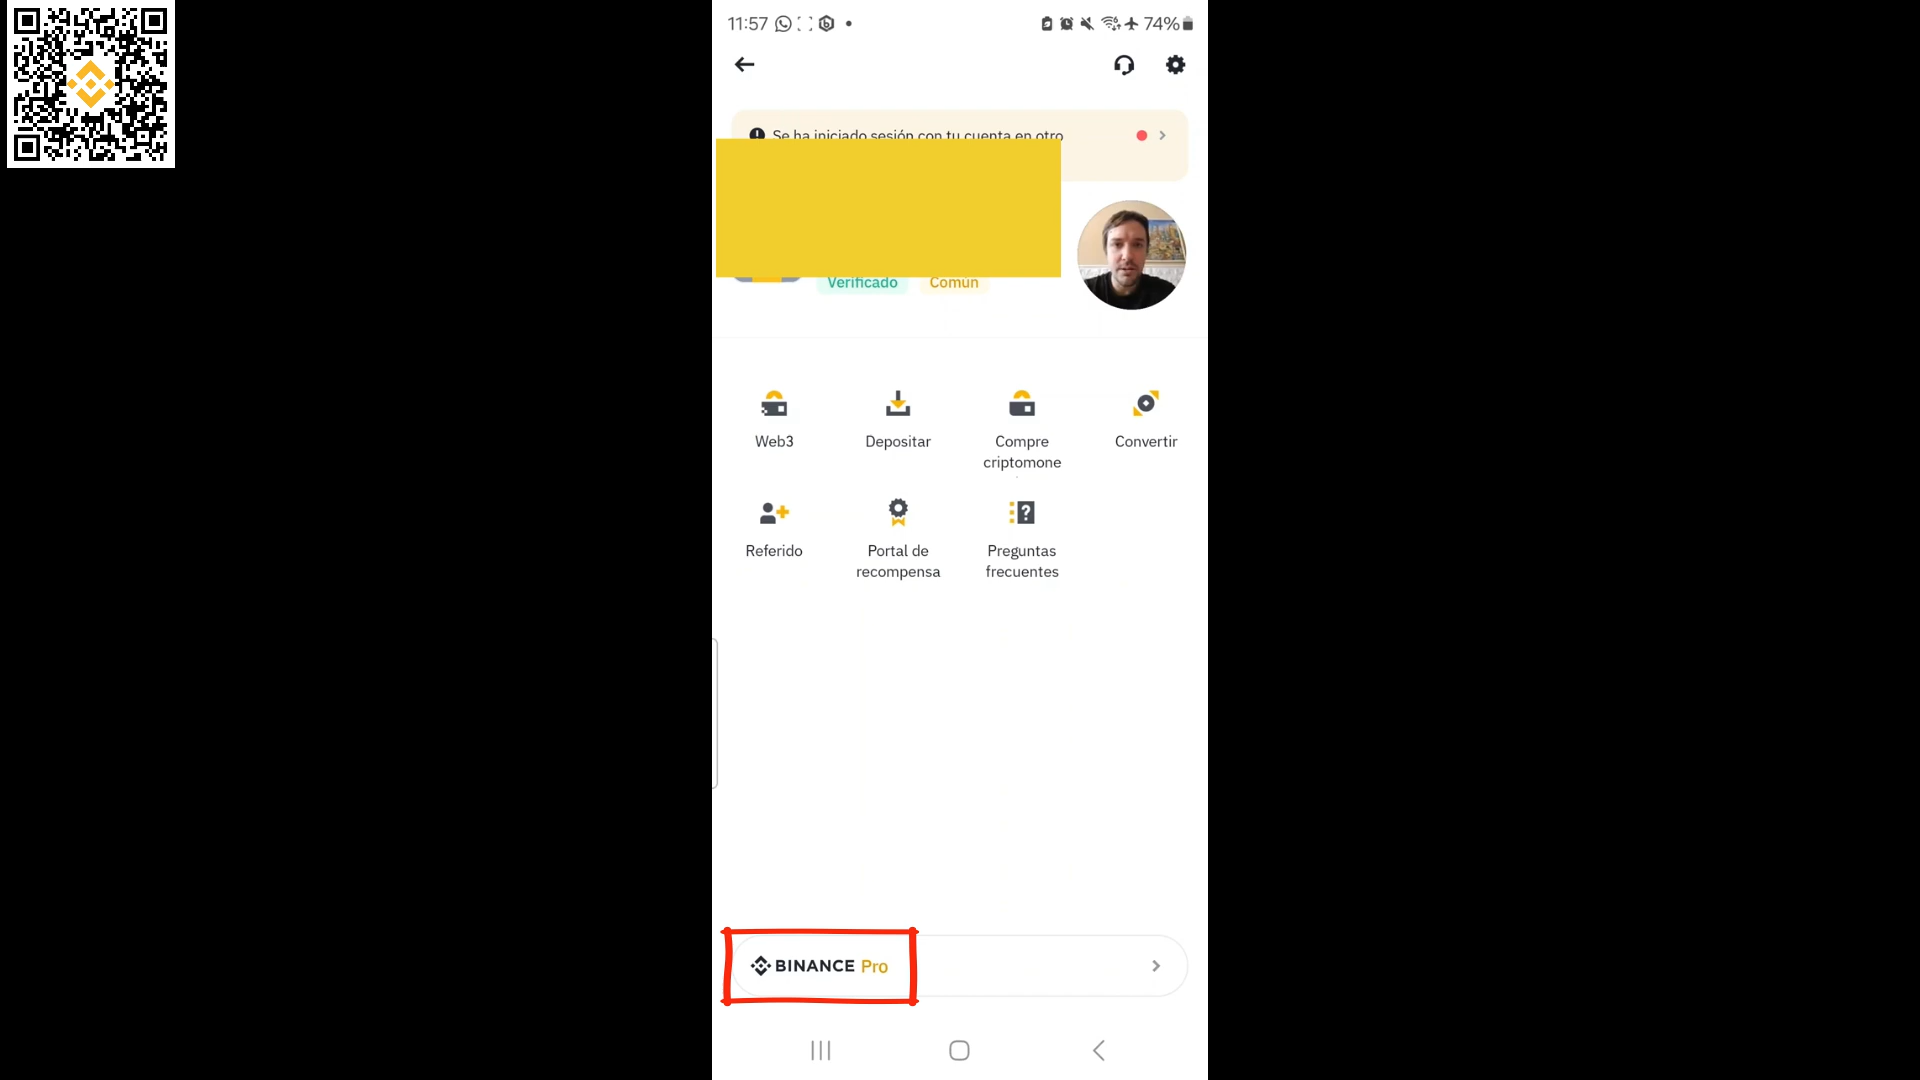 11:57
74%
Se ha iniciado sesión con tu cuenta en otro
Verificado
Común
Web3
Depositar
Compre
criptomone
Convertir
Referido
Portal de
recompensa
Preguntas
frecuentes
BINANCE Pro